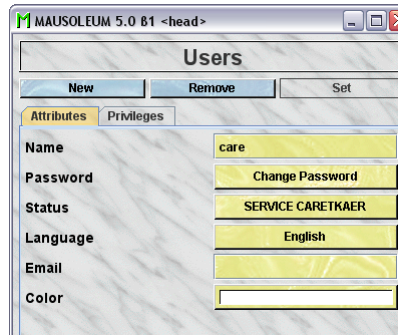 MAUSOLEUM 5.0 ß1 <head>
Users
New Remove Set
Attributes Privileges
Name care
Password Change Password
Status SERVICE CARETKAER
Language English
Email
Color